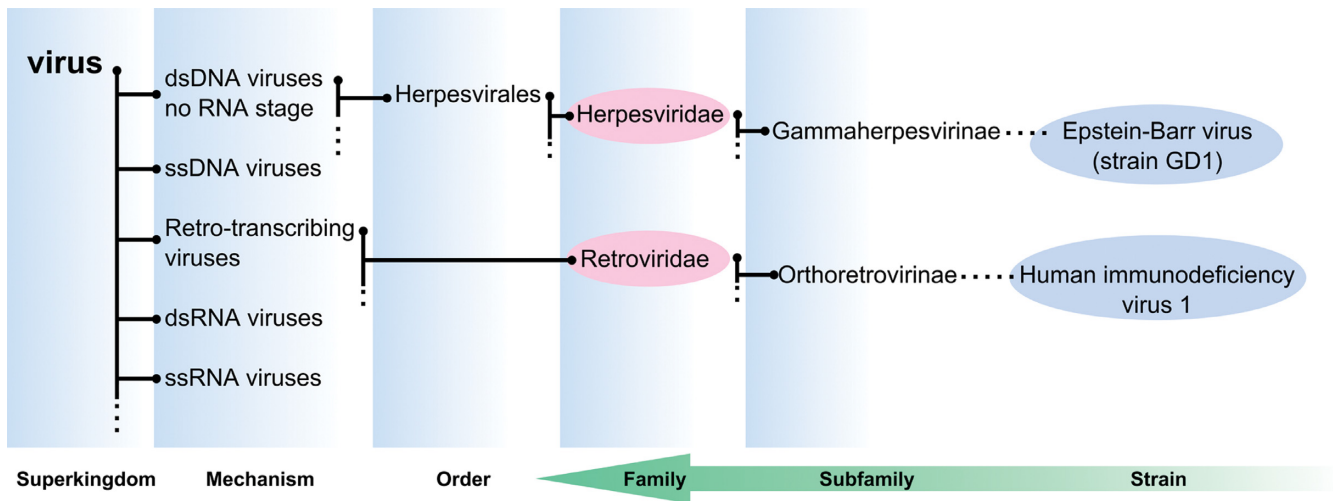 virus
dsDNA viruses
no RNA stage
Herpesvirales
Herpesviridae
Gammaherpesvirinae
Epstein-Barr virus
(strain GD1)
ssDNA viruses
Retro-transcribing
viruses
Retroviridae
Orthoretrovirinae
Human immunodeficiency
virus 1
dsRNA viruses
ssRNA viruses
Superkingdom
Mechanism
Order
Family
Subfamily
Strain